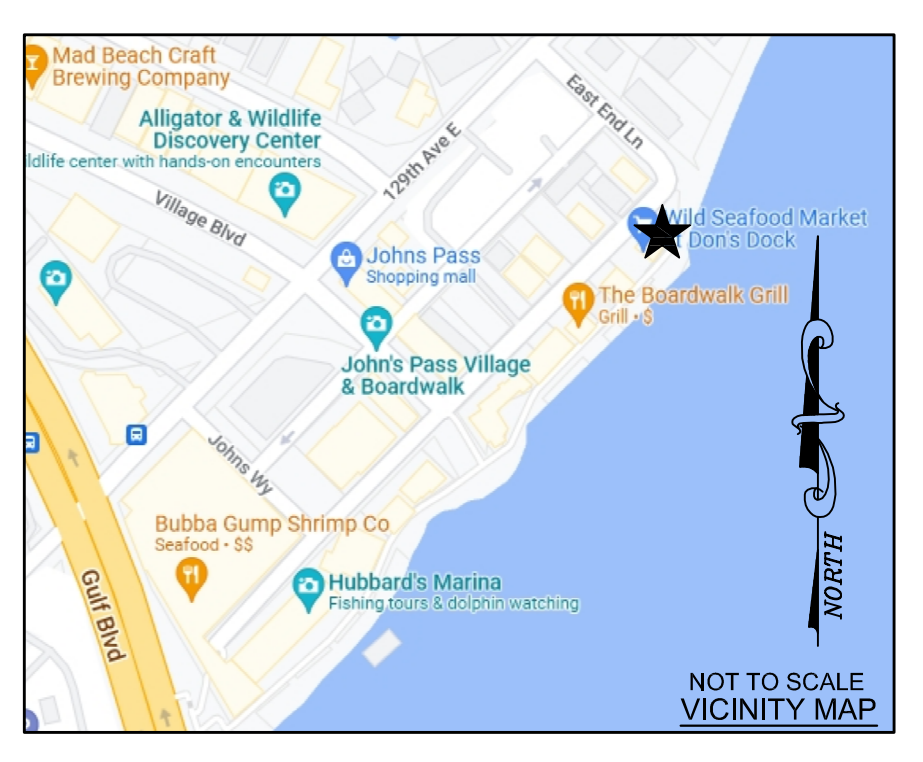 Mad Beach Craft
Brewing Company
East End Ln
Alligator & Wildlife
Discovery Center
ldlife center with hands-on encounters
129th Ave E
Village Blvd
Wild Seafood Market
t Don's Dock
Johns Pass
Shopping mall
The Boardwalk Grill
Grill • $
John's Pass Village
& Boardwalk
Johns Wy
Bubba Gump Shrimp Co
Seafood • $$
Gulf Blvd
Hubbard's Marina
Fishing tours & dolphin watching
NORTH
NOT TO SCALE
VICINITY MAP